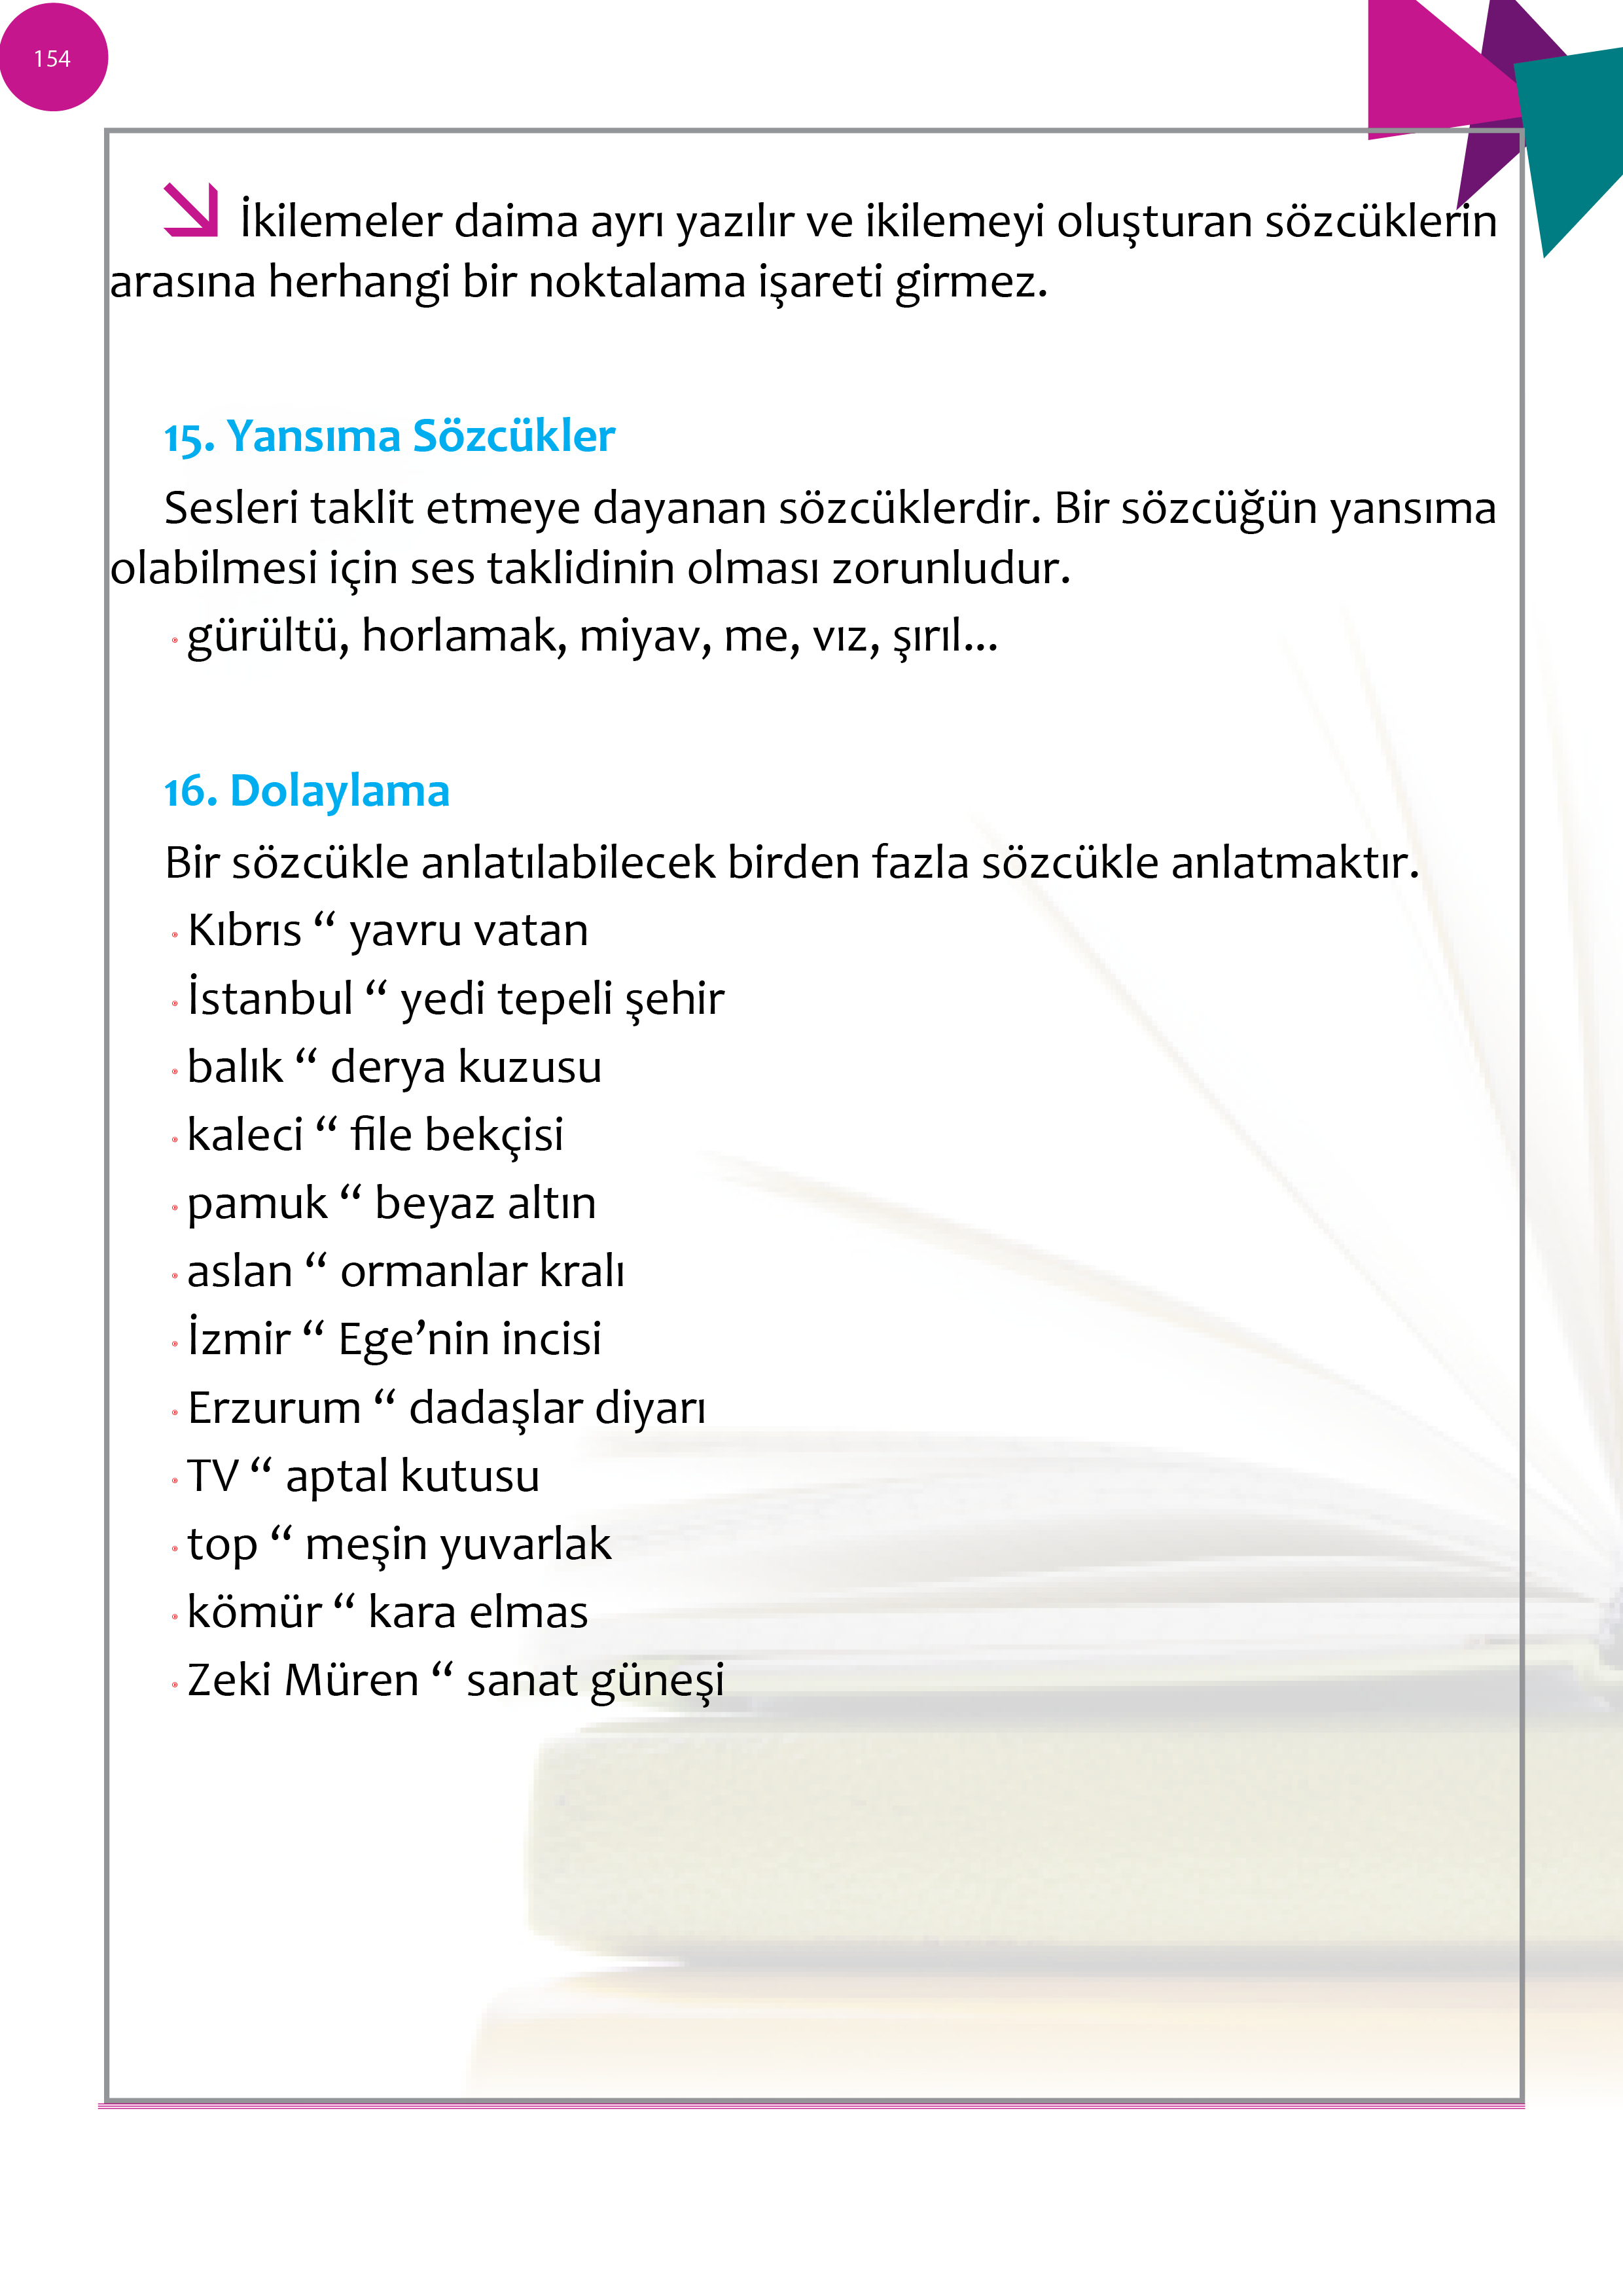 154
İkilemeler daima ayrı yazılır ve ikilemeyi oluşturan sözcüklerin
arasına herhangi bir noktalama işareti girmez.
15. Yansıma Sözcükler
Sesleri taklit etmeye dayanan sözcüklerdir. Bir sözcüğün yansıma
olabilmesi için ses taklidinin olması zorunludur.
gürültü, horlamak, miyav, me, vız, şırıl...
16. Dolaylama
Bir sözcükle anlatılabilecek birden fazla sözcükle anlatmaktır.
Kıbrıs “ yavru vatan
İstanbul “ yedi tepeli şehir
balık “ derya kuzusu
kaleci “ file bekçisi
pamuk “ beyaz altın
aslan “ ormanlar kralı
İzmir “ Ege’nin incisi
Erzurum “ dadaşlar diyarı
TV “ aptal kutusu
top “ meşin yuvarlak
kömür “ kara elmas
Zeki Müren “ sanat güneşi